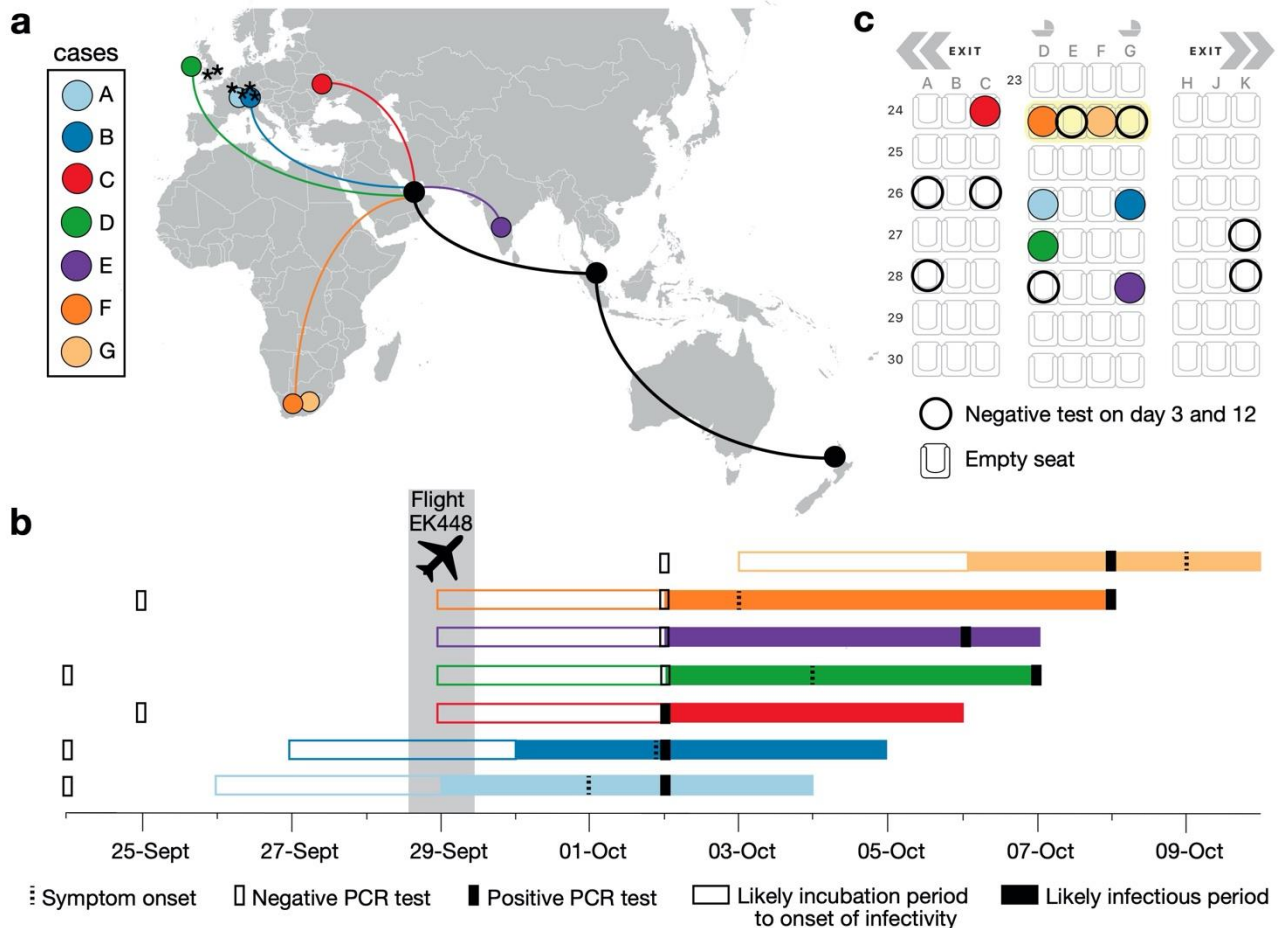 a
cases
A
B
C
D
E
F
G
c
EXIT
D E F G
EXIT
A B C
23
H J K
24
25
26
27
28
29
30
Negative test on day 3 and 12
Empty seat
b
Flight
EK448
25-Sept 27-Sept 29-Sept 01-Oct 03-Oct 05-Oct 07-Oct 09-Oct
Symptom onset
Negative PCR test
Positive PCR test
Likely incubation period
to onset of infectivity
Likely infectious period